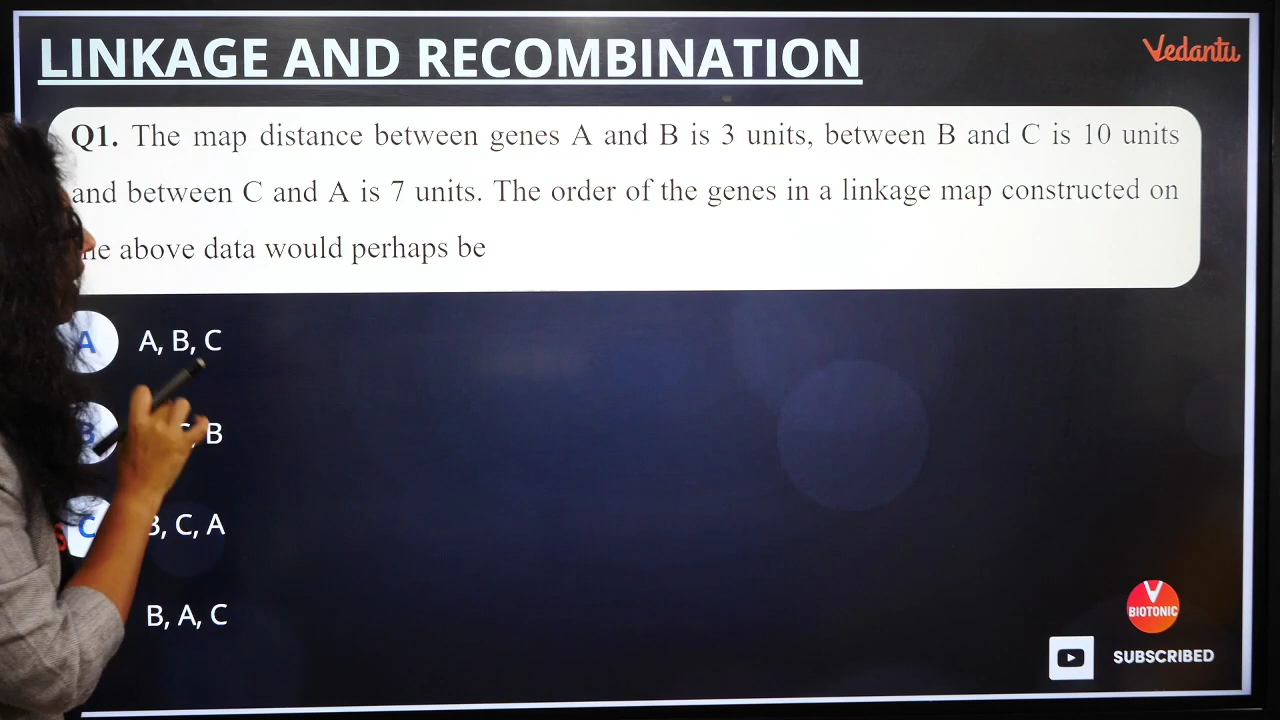 LINKAGE AND RECOMBINATION
Vedantu
Q1. The map distance between genes A and B is 3 units, between B and C is 10 units
and between C and A is 7 units. The order of the genes in a linkage map constructed on
above data would perhaps be
A A, B, C
B B
C B, C, A
B, A, C
BIOTONIC
SUBSCRIBED